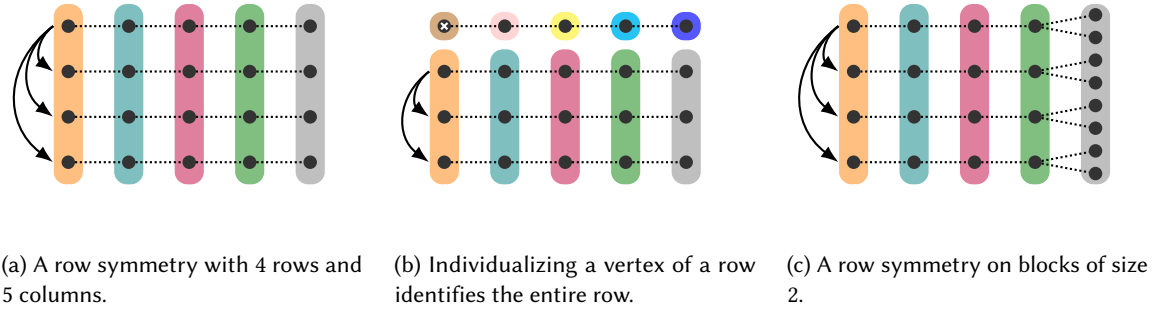 (a) A row symmetry with 4 rows and
5 columns.
(b) Individualizing a vertex of a row
identifies the entire row.
(c) A row symmetry on blocks of size
2.